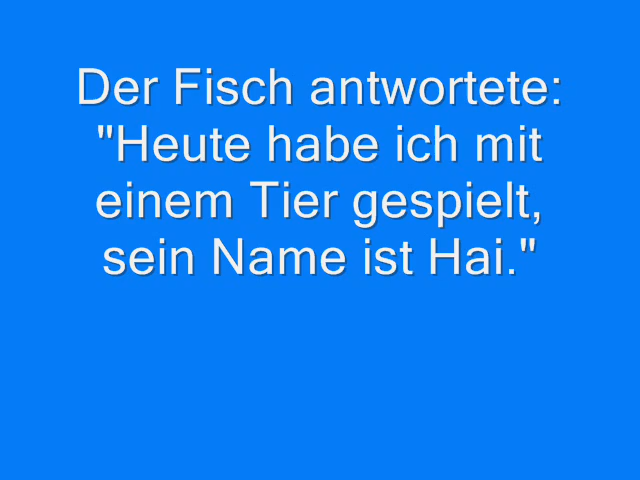 Der Fisch antwortete:
"Heute habe ich mit
einem Tier gespielt,
sein Name ist Hai."